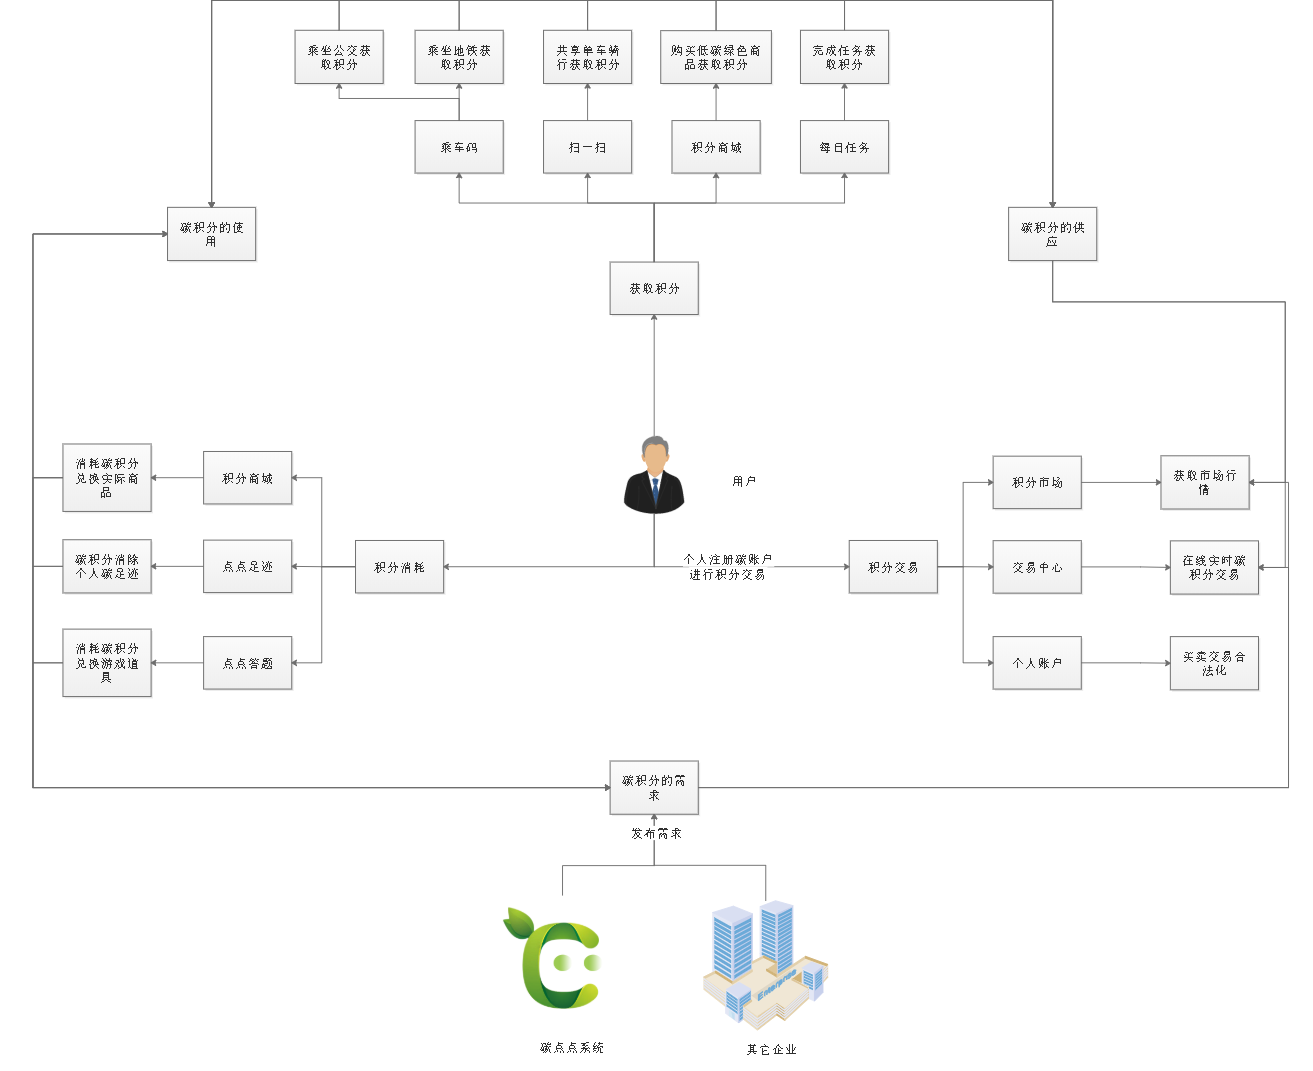 乘坐公交获
取积分
乘坐地铁获
取积分
共享单车骑
行获取积分
购买低碳绿色商
品获取积分
完成任务获
取积分
乘车码
扫一扫
积分商城
每日任务
碳积分的使
用
碳积分的供
应
获取积分
消耗碳积分
兑换实际商
品
积分商城
用户
积分市场
获取市场行
情
碳积分消除
个人碳足迹
点点足迹
积分消耗
个人注册碳账户
进行积分交易
积分交易
交易中心
在线实时碳
积分交易
消耗碳积分
兑换游戏道
具
点点答题
个人账户
买卖交易合
法化
碳积分的需
求
发布需求
Enterprise
碳点点系统
其它企业